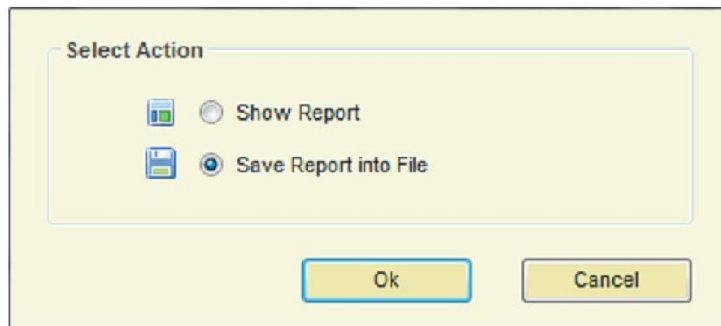 Select Action
Show Report
Save Report into File
Ok
Cancel